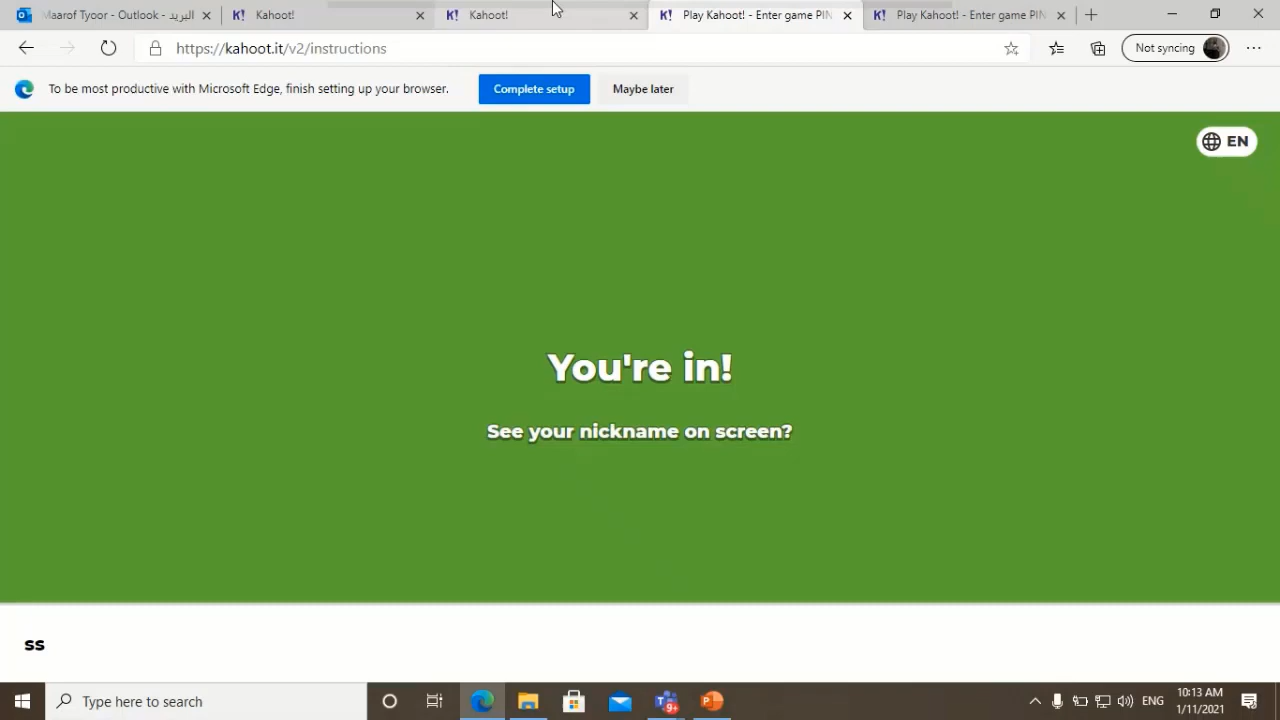 Maarof Tyoor - Outlook - البريد
Kahoot!
Kahoot!
Play Kahoot! - Enter game PIN
Play Kahoot! - Enter game PIN
https://kahoot.it/v2/instructions
Not syncing
To be most productive with Microsoft Edge, finish setting up your browser.
Complete setup
Maybe later
EN
You're in!
See your nickname on screen?
ss
Type here to search
9+
ENG
10:13 AM
1/11/2021